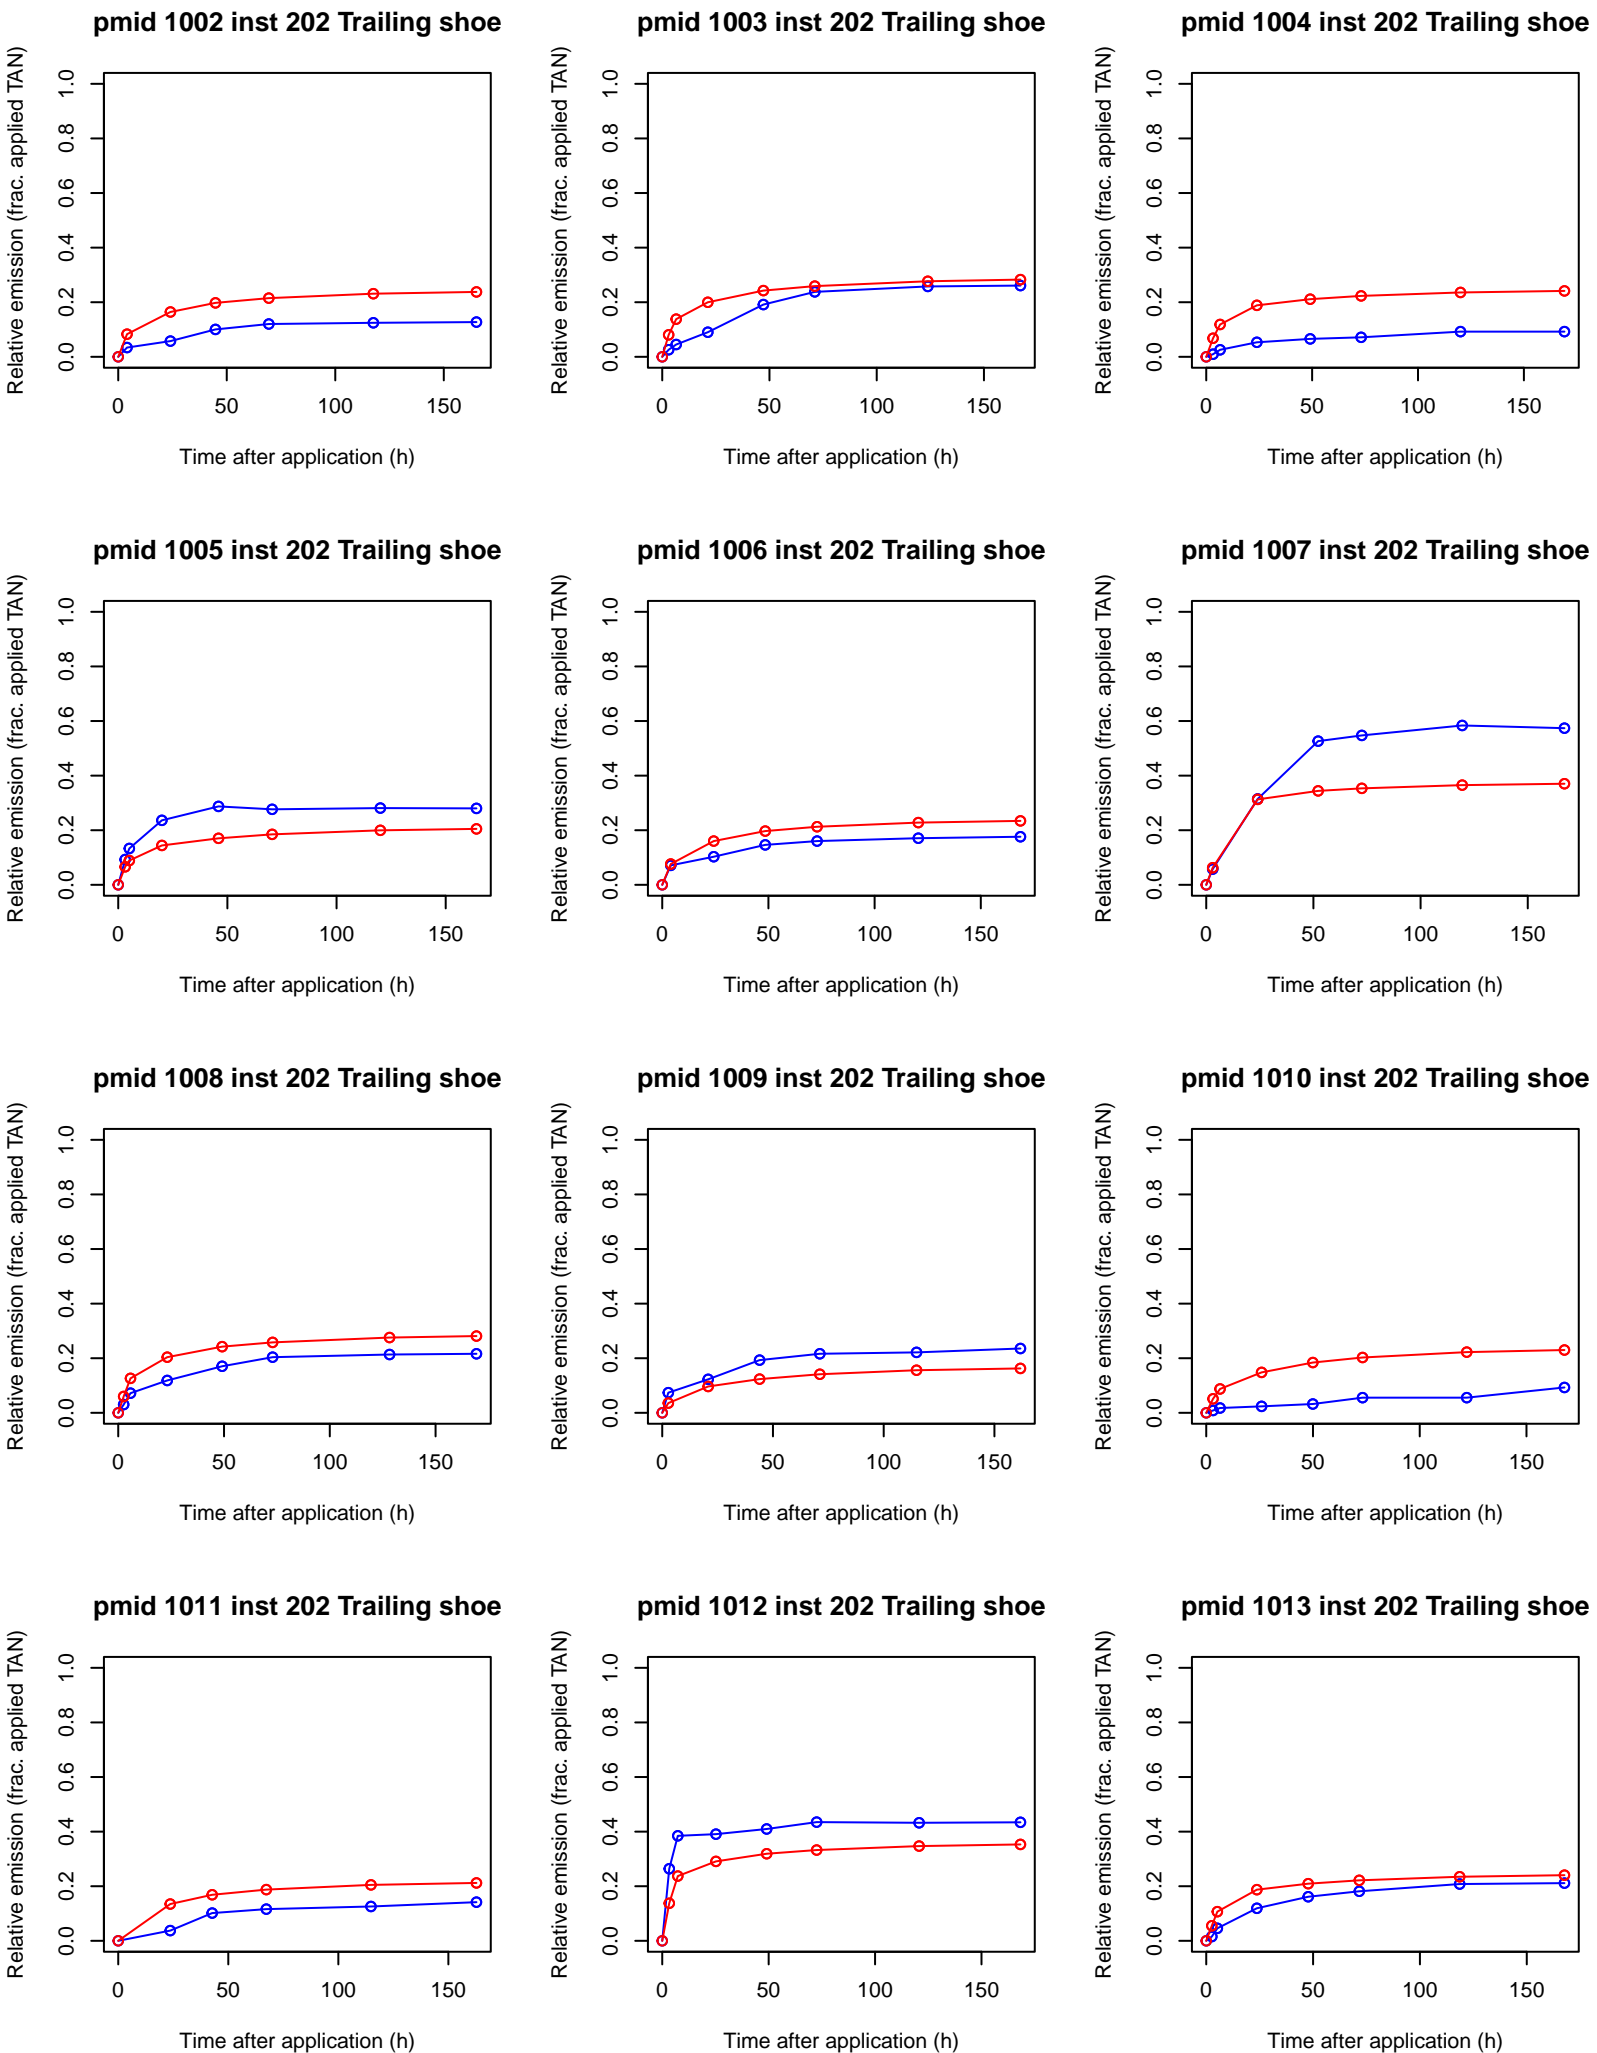 pmid 1002 inst 202 Trailing shoe
Relative emission (frac. applied TAN)
0.0 0.2 0.4 0.6 0.8 1.0
0 50 100 150
Time after application (h)
pmid 1003 inst 202 Trailing shoe
Relative emission (frac. applied TAN)
0.0 0.2 0.4 0.6 0.8 1.0
0 50 100 150
Time after application (h)
pmid 1004 inst 202 Trailing shoe
Relative emission (frac. applied TAN)
0.0 0.2 0.4 0.6 0.8 1.0
0 50 100 150
Time after application (h)
pmid 1005 inst 202 Trailing shoe
Relative emission (frac. applied TAN)
0.0 0.2 0.4 0.6 0.8 1.0
0 50 100 150
Time after application (h)
pmid 1006 inst 202 Trailing shoe
Relative emission (frac. applied TAN)
0.0 0.2 0.4 0.6 0.8 1.0
0 50 100 150
Time after application (h)
pmid 1007 inst 202 Trailing shoe
Relative emission (frac. applied TAN)
0.0 0.2 0.4 0.6 0.8 1.0
0 50 100 150
Time after application (h)
pmid 1008 inst 202 Trailing shoe
Relative emission (frac. applied TAN)
0.0 0.2 0.4 0.6 0.8 1.0
0 50 100 150
Time after application (h)
pmid 1009 inst 202 Trailing shoe
Relative emission (frac. applied TAN)
0.0 0.2 0.4 0.6 0.8 1.0
0 50 100 150
Time after application (h)
pmid 1010 inst 202 Trailing shoe
Relative emission (frac. applied TAN)
0.0 0.2 0.4 0.6 0.8 1.0
0 50 100 150
Time after application (h)
pmid 1011 inst 202 Trailing shoe
Relative emission (frac. applied TAN)
0.0 0.2 0.4 0.6 0.8 1.0
0 50 100 150
Time after application (h)
pmid 1012 inst 202 Trailing shoe
Relative emission (frac. applied TAN)
0.0 0.2 0.4 0.6 0.8 1.0
0 50 100 150
Time after application (h)
pmid 1013 inst 202 Trailing shoe
Relative emission (frac. applied TAN)
0.0 0.2 0.4 0.6 0.8 1.0
0 50 100 150
Time after application (h)